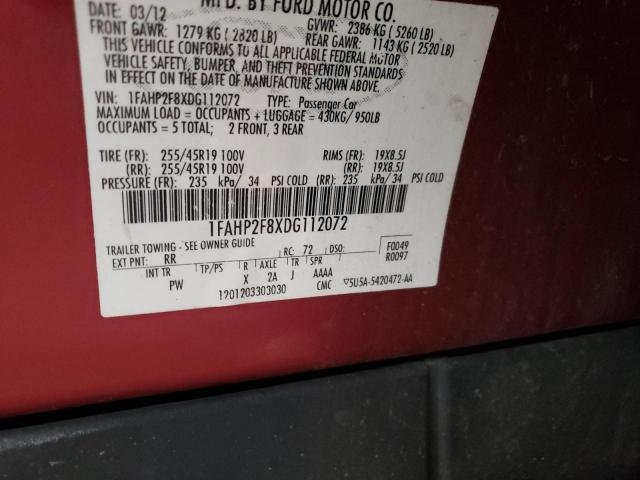 MFD. BY FORD MOTOR CO.
DATE: 03/12 GVWR: 2386 KG ( 5260 LB)
FRONT GAWR: 1279 KG ( 2820 LB) REAR GAWR: 1143 KG ( 2520 LB)
THIS VEHICLE CONFORMS TO ALL APPLICABLE FEDERAL MOTOR
VEHICLE SAFETY, BUMPER, AND THEFT PREVENTION STANDARDS
IN EFFECT ON THE DATE OF MANUFACTURE SHOWN ABOVE.
VIN: 1FAHP2F8XDG112072 TYPE: Passenger Car
MAXIMUM LOAD = OCCUPANTS + LUGGAGE = 430KG/ 950LB
OCCUPANTS = 5 TOTAL; 2 FRONT, 3 REAR
TIRE (FR): 255/45R19 100V RIMS (FR): 19X8.5J
(RR): 255/45R19 100V (RR): 19X8.5J
PRESSURE (FR): 235 kPa/ 34 PSI COLD (RR): 235 kPa/ 34 PSI COLD
1FAHP2F8XDG112072
TRAILER TOWING - SEE OWNER GUIDE
EXT PNT: RR RC: 72 DSO: F0049
R0097
INT TR TP/PS R AXLE TR SPR
PW X 2A J AAAA
1201203303030 CMC ▽5U5A-5420472-AA